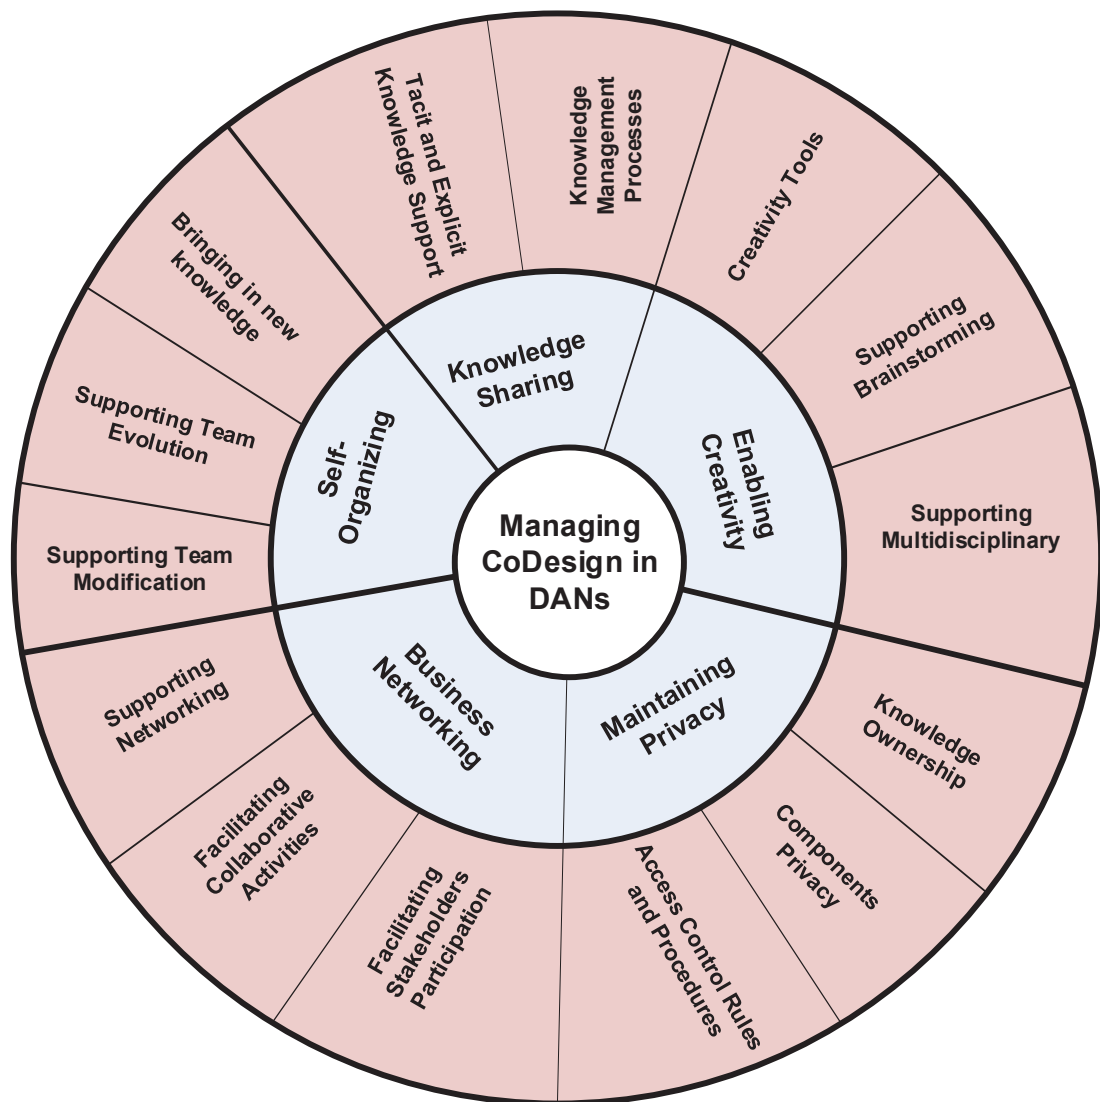 Managing
CoDesign in
DANs
Knowledge
Sharing
Enabling
Creativity
Maintaining
Privacy
Business
Networking
Self-
Organizing
Tacit and Explicit
Knowledge Support
Knowledge
Management
Processes
Creativity Tools
Supporting
Brainstorming
Supporting
Multidisciplinary
Knowledge
Ownership
Components
Privacy
Access Control Rules
and Procedures
Facilitating
Stakeholders
Participation
Facilitating
Collaborative
Activities
Supporting
Networking
Supporting Team
Modification
Supporting Team
Evolution
Bringing in new
knowledge